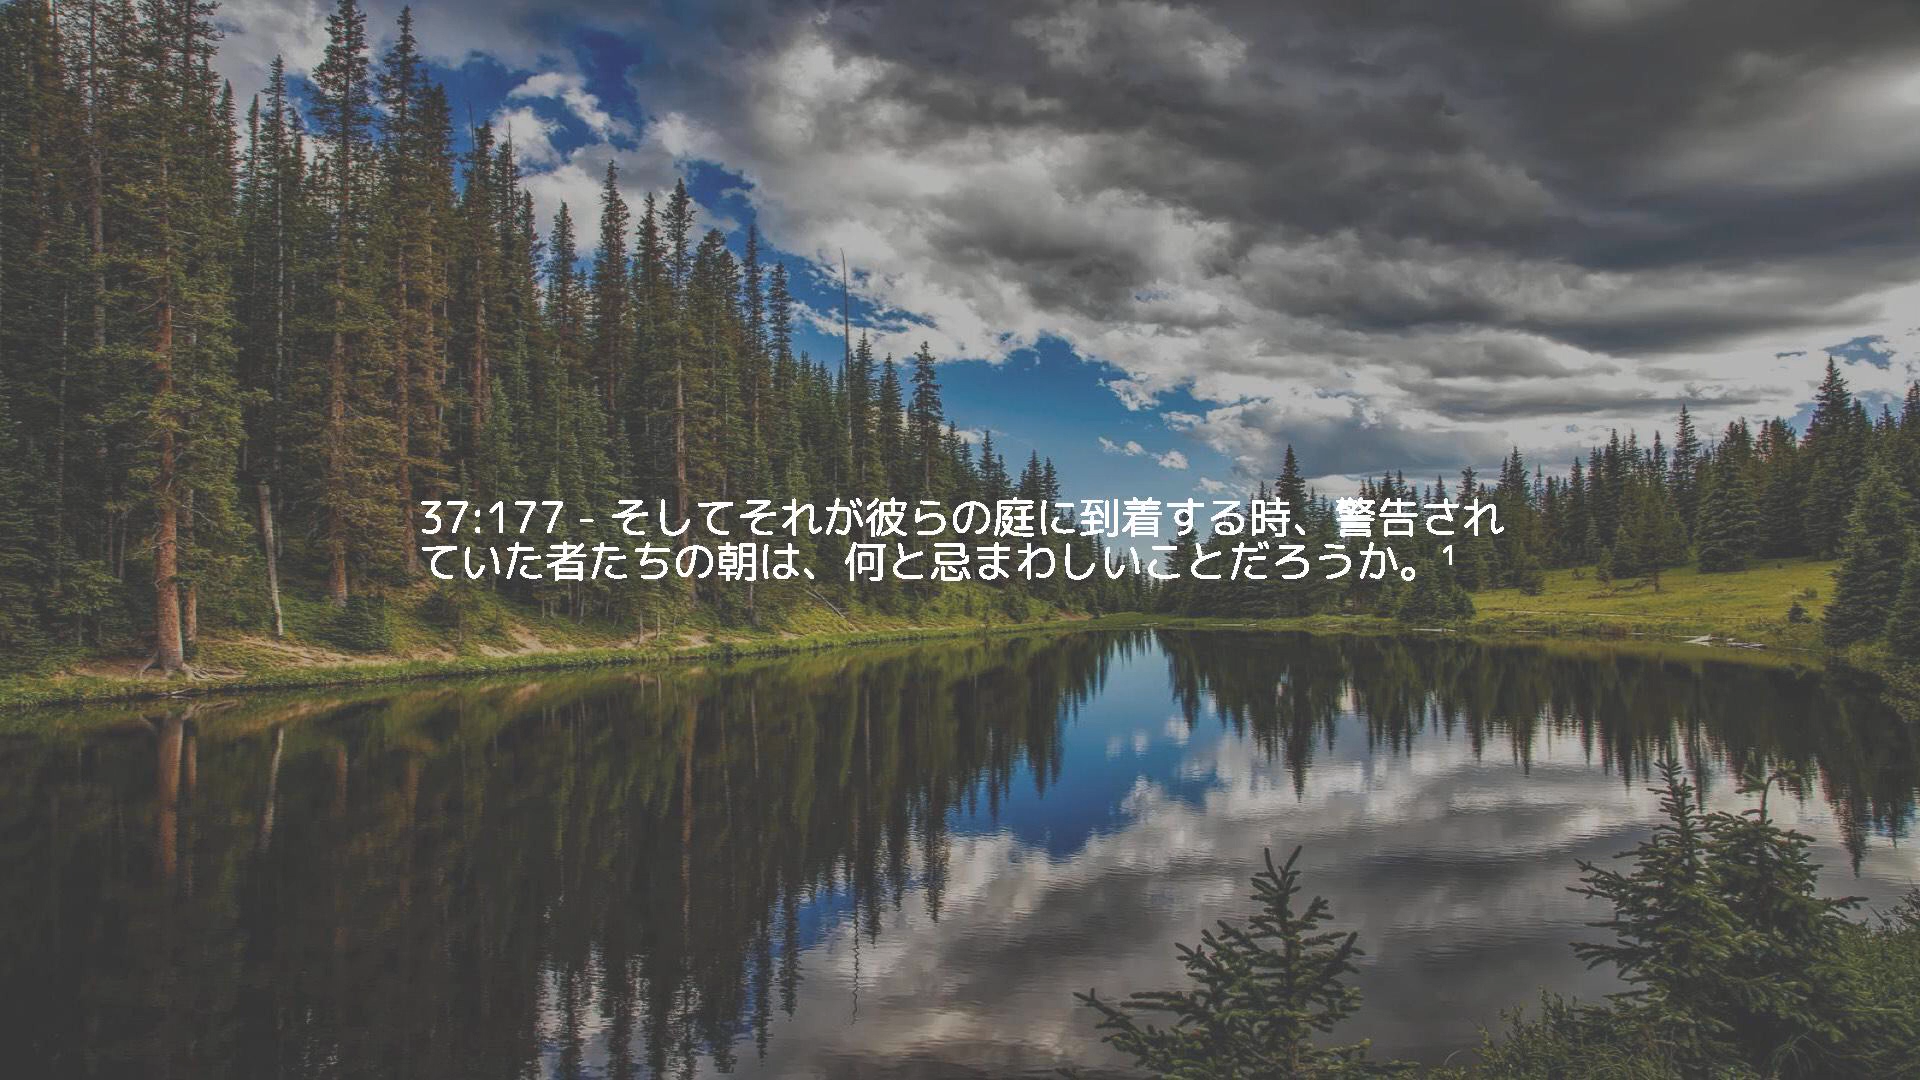 37:177 - そしてそれが彼らの庭に到着する時、警告され
ていた者たちの朝は、何と忌まわしいことだろうか。¹